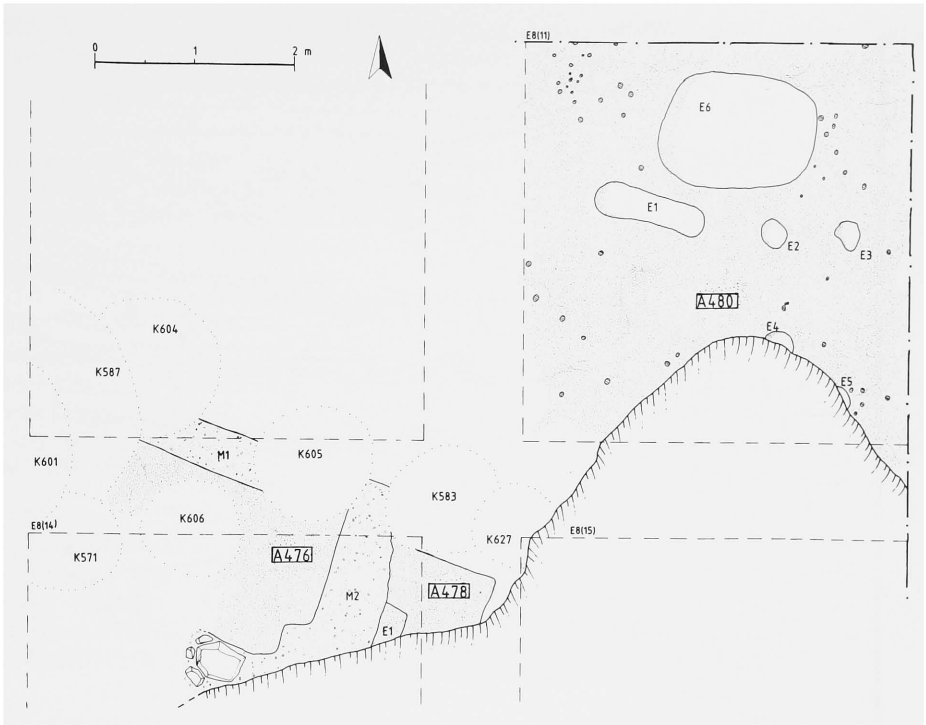 0 1 2 m
E8(11)
E6
E1
E2
E3
A480
E4
E5
K604
K587
M1
K601
K605
K583
K606
K627
E8(14)
E8(15)
K571
A476
M2
A478
E1